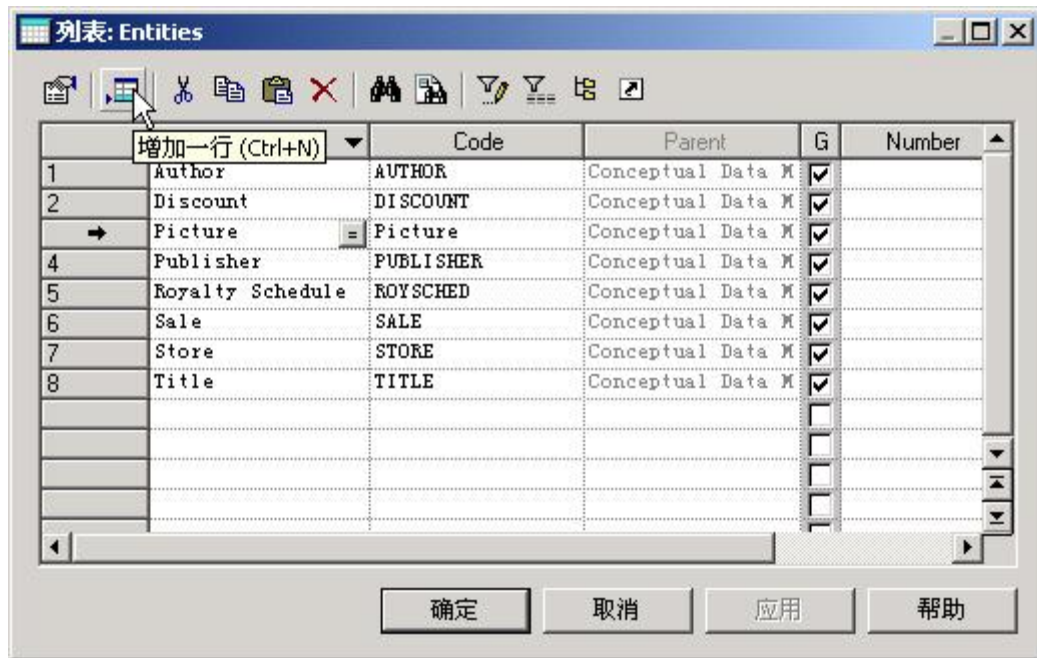 列表: Entities
增加一行 (Ctrl+N)
Code Parent G Number
1 Author AUTHOR Conceptual Data M
2 Discount DISCOUNT Conceptual Data M
Picture = Picture Conceptual Data M
4 Publisher PUBLISHER Conceptual Data M
5 Royalty Schedule ROYSCHED Conceptual Data M
6 Sale SALE Conceptual Data M
7 Store STORE Conceptual Data M
8 Title TITLE Conceptual Data M
确定 取消 应用 帮助